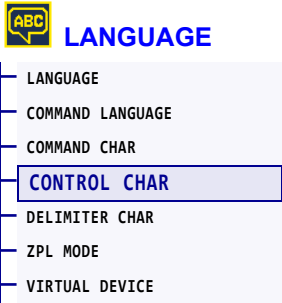 ABC
LANGUAGE
LANGUAGE
COMMAND LANGUAGE
COMMAND CHAR
CONTROL CHAR
DELIMITER CHAR
ZPL MODE
VIRTUAL DEVICE